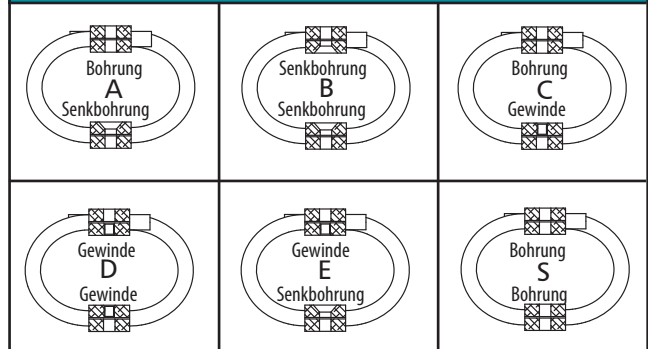 Bohrung
A
Senkbohrung
Senkbohrung
B
Senkbohrung
Bohrung
C
Gewinde
Gewinde
D
Gewinde
Gewinde
E
Senkbohrung
Bohrung
S
Bohrung